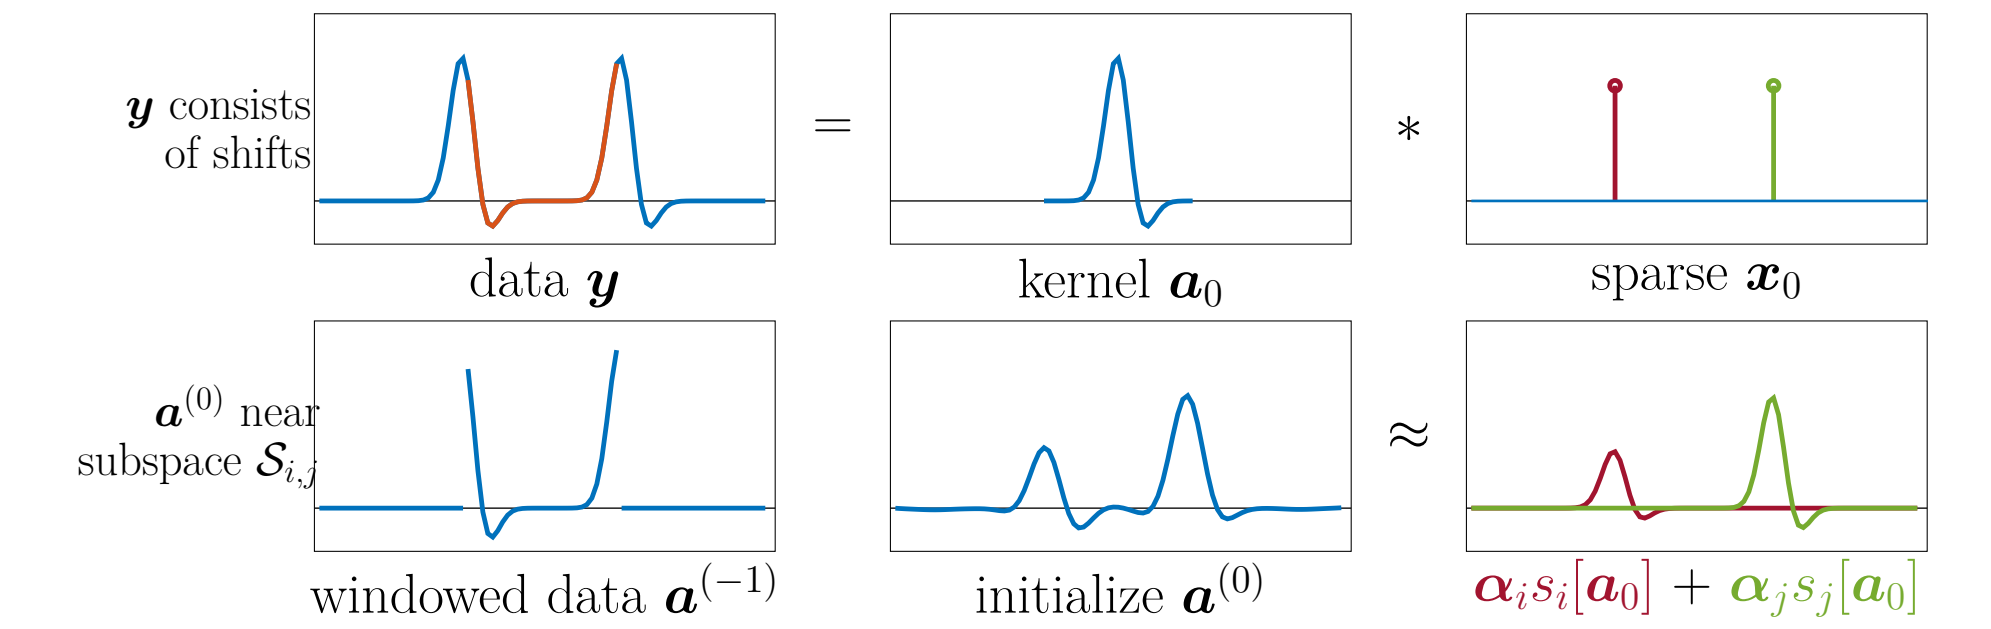 y consists
of shifts
=
*
data y
kernel a₀
sparse x₀
a⁽⁰⁾ near
subspace 𝒮ᵢ,ⱼ
≈
windowed data a⁽⁻¹⁾
initialize a⁽⁰⁾
αᵢsᵢ[a₀] + αⱼsⱼ[a₀]